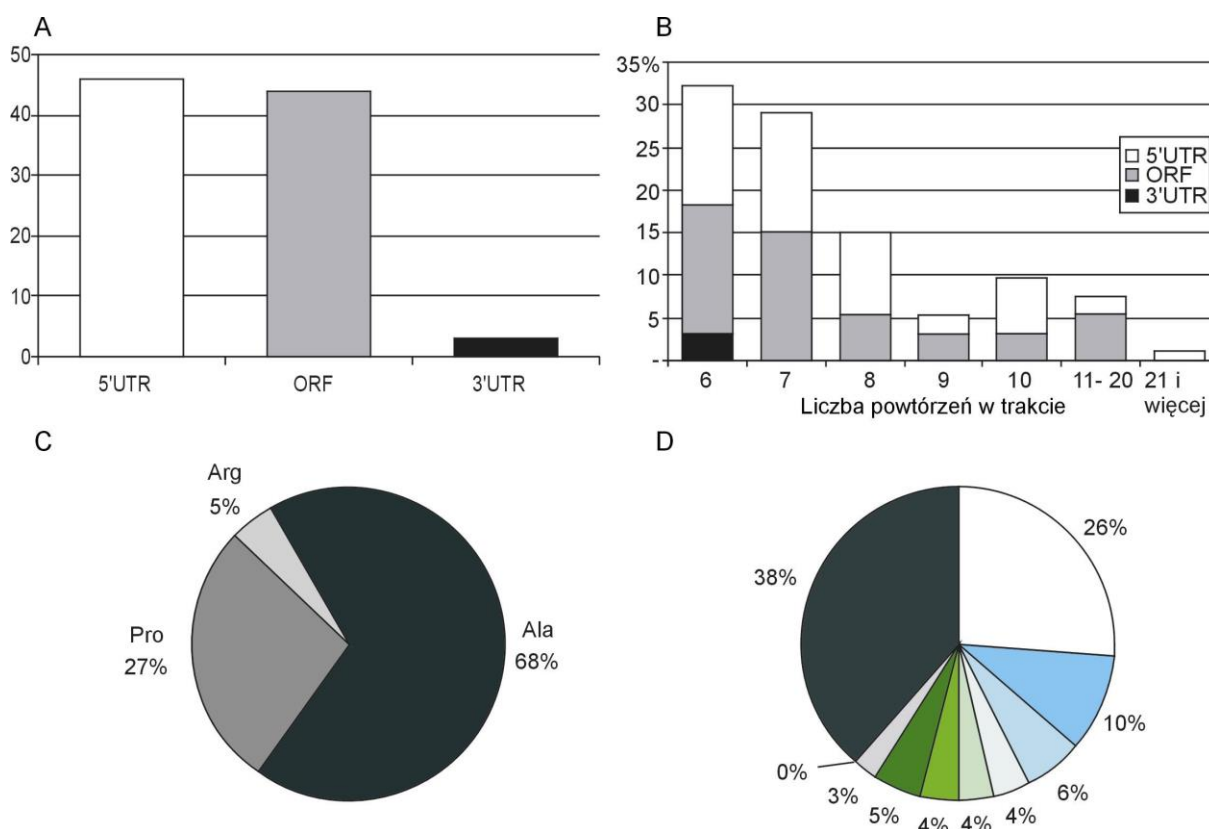 A
50
40
30
20
10
0
5'UTR ORF 3'UTR
B
35%
30
25
20
15
10
5
-
5'UTR
ORF
3'UTR
6 7 8 9 10 11- 20 21 i
Liczba powtórzeń w trakcie więcej
C
Arg
5%
Pro
27%
Ala
68%
D
26%
38%
10%
6%
0%
3%
5%
4%
4%
4%